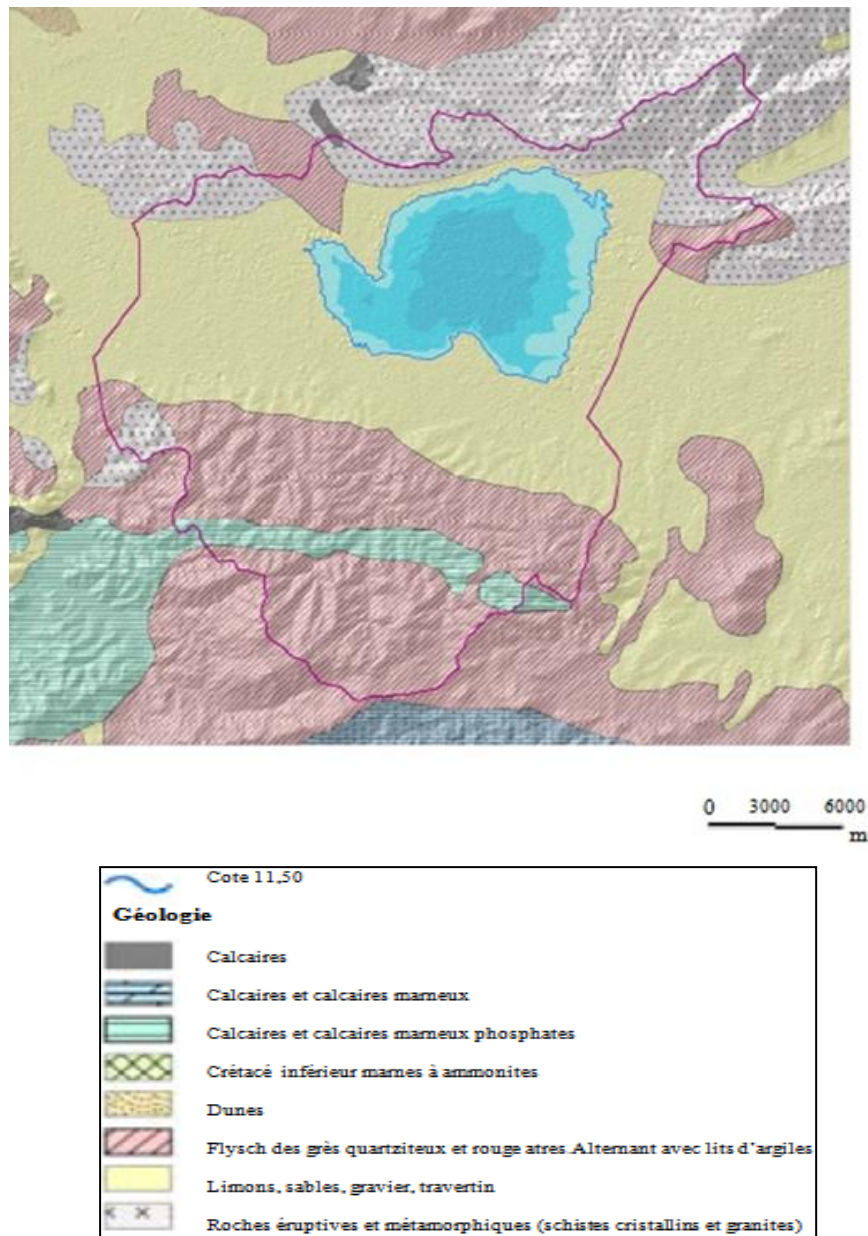 0 3000 6000
m
Cote 11,50
Géologie
Calcaires
Calcaires et calcaires marneux
Calcaires et calcaires marneux phosphates
Crétacé inférieur marnes à ammonites
Dunes
Flysch des grès quartziteux et rouge atres.Alternant avec lits d'argiles
Limons, sables, gravier, travertin
Roches éruptives et métamorphiques (schistes cristallins et granites)